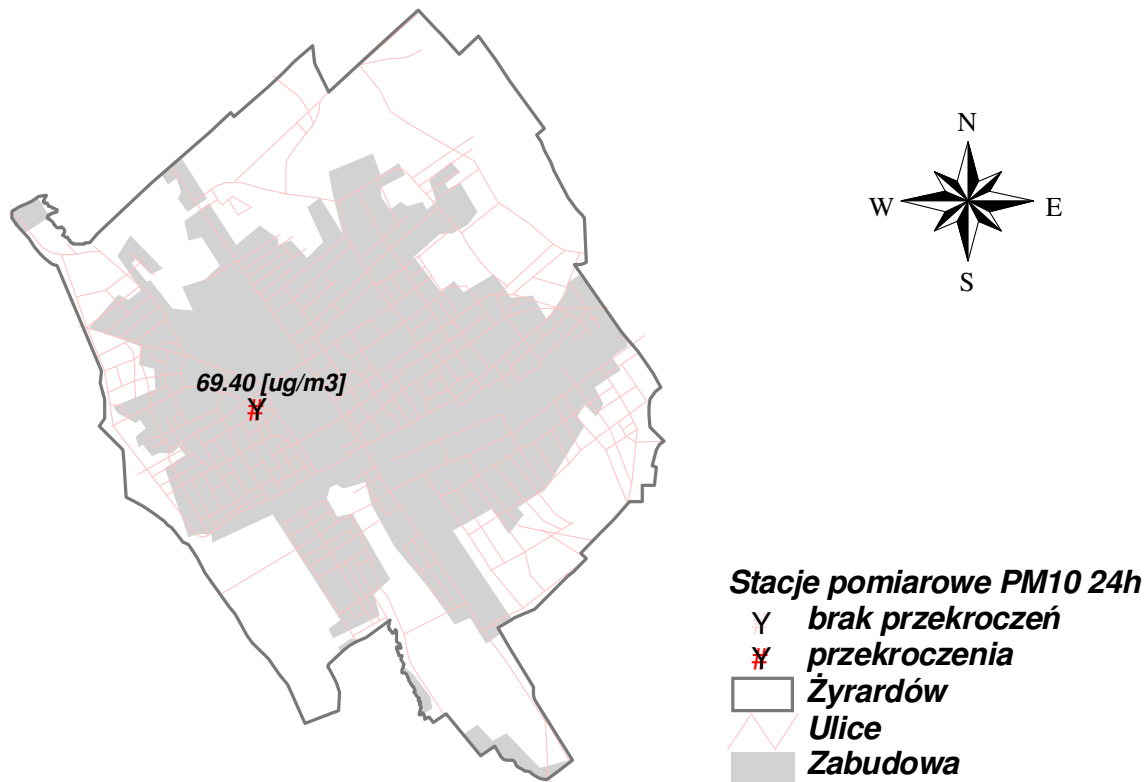 N
W
E
S
69.40 [ug/m3]
Stacje pomiarowe PM10 24h
brak przekroczeń
przekroczenia
Żyrardów
Ulice
Zabudowa